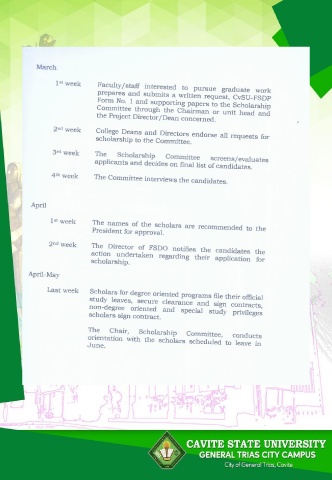 March
1st week Faculty/staff interested to pursue graduate work
prepares and submits a written request, CvSU-FSDP
Form No. 1 and supporting papers to the Scholarship
Committee through the Chairman or unit head and
the Project Director/Dean concerned.
2nd week College Deans and Directors endorse all requests for
scholarship to the Committee.
3rd week The Scholarship Committee screens/evaluates
applicants and decides on final list of candidates.
4th week The Committee interviews the candidates.
April
1st week The names of the scholars are recommended to the
President for approval.
2nd week The Director of FSDO notifies the candidates the
action undertaken regarding their application for
scholarship.
April-May
Last week Scholars for degree oriented programs file their official
study leaves, secure clearance and sign contracts,
non-degree oriented and special study privileges
scholars sign contract.
The Chair, Scholarship Committee, conducts
orientation with the scholars scheduled to leave in
June.
CAVITE STATE UNIVERSITY
GENERAL TRIAS CITY CAMPUS
City of General Trias, Cavite